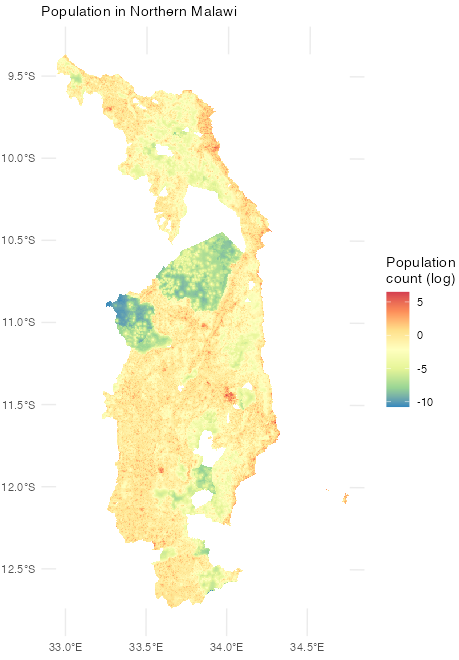 Population in Northern Malawi
9.5°S
10.0°S
10.5°S
11.0°S
11.5°S
12.0°S
12.5°S
33.0°E
33.5°E
34.0°E
34.5°E
Population
count (log)
5
0
-5
-10